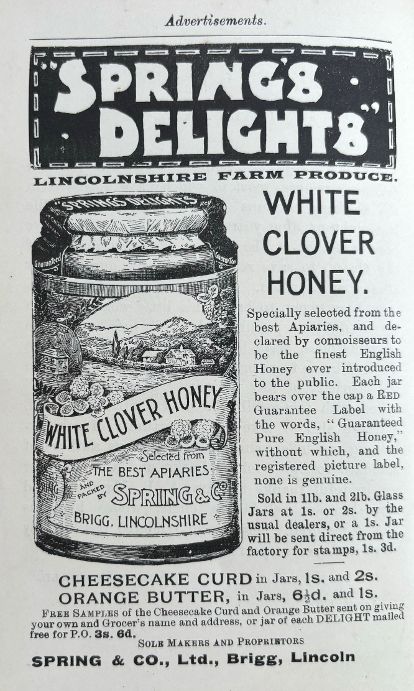 Advertisements.
"SPRING'S
DELIGHTS"
LINCOLNSHIRE FARM PRODUCE.
SPRINGS DELIGHTS
WHITE
CLOVER
HONEY.
WHITE CLOVER HONEY
Selected from
THE BEST APIARIES
AND
PACKED
BY
SPRING & Co
BRIGG. LINCOLNSHIRE
Specially selected from the
best Apiaries, and de-
clared by connoisseurs to
be the finest English
Honey ever introduced
to the public. Each jar
bears over the cap a RED
Guarantee Label with
the words, "Guaranteed
Pure English Honey,"
without which, and the
registered picture label,
none is genuine.
Sold in 1lb. and 2lb. Glass
Jars at 1s. or 2s. by the
usual dealers, or a 1s. Jar
will be sent direct from the
factory for stamps, 1s. 3d.
CHEESECAKE CURD in Jars, 1s. and 2s.
ORANGE BUTTER, in Jars, 6½d. and 1s.
FREE SAMPLES of the Cheesecake Curd and Orange Butter sent on giving
your own and Grocer's name and address, or jar of each DELIGHT mailed
free for P.O. 3s. 6d.
SOLE MAKERS AND PROPRIETORS
SPRING & CO., Ltd., Brigg, Lincoln